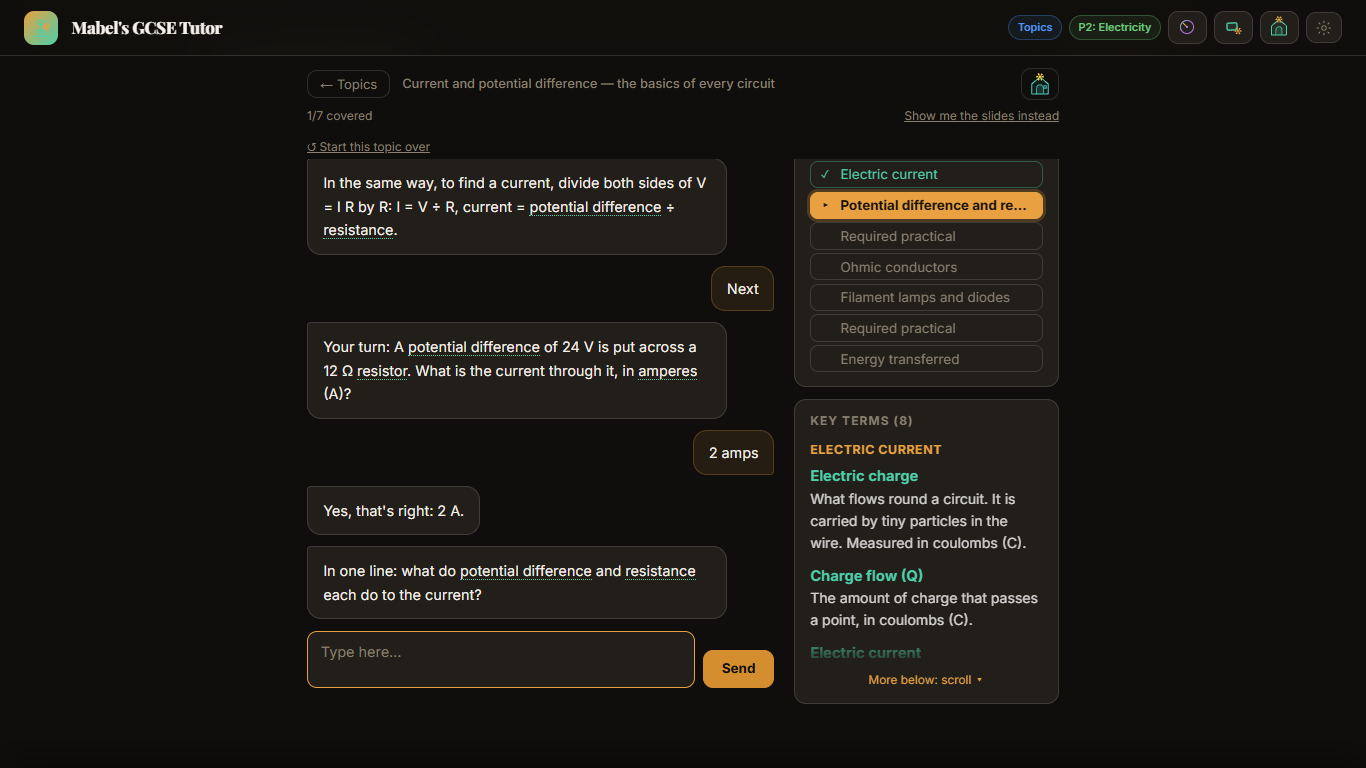 Mabel's GCSE Tutor
Topics
P2: Electricity
← Topics
Current and potential difference — the basics of every circuit
1/7 covered
Show me the slides instead
↺ Start this topic over
In the same way, to find a current, divide both sides of V
= I R by R: I = V ÷ R, current = potential difference ÷
resistance.
Next
Your turn: A potential difference of 24 V is put across a
12 Ω resistor. What is the current through it, in amperes
(A)?
2 amps
Yes, that's right: 2 A.
In one line: what do potential difference and resistance
each do to the current?
Type here...
Send
✓ Electric current
▸ Potential difference and re...
Required practical
Ohmic conductors
Filament lamps and diodes
Required practical
Energy transferred
KEY TERMS (8)
ELECTRIC CURRENT
Electric charge
What flows round a circuit. It is
carried by tiny particles in the
wire. Measured in coulombs (C).
Charge flow (Q)
The amount of charge that passes
a point, in coulombs (C).
Electric current
More below: scroll ▾